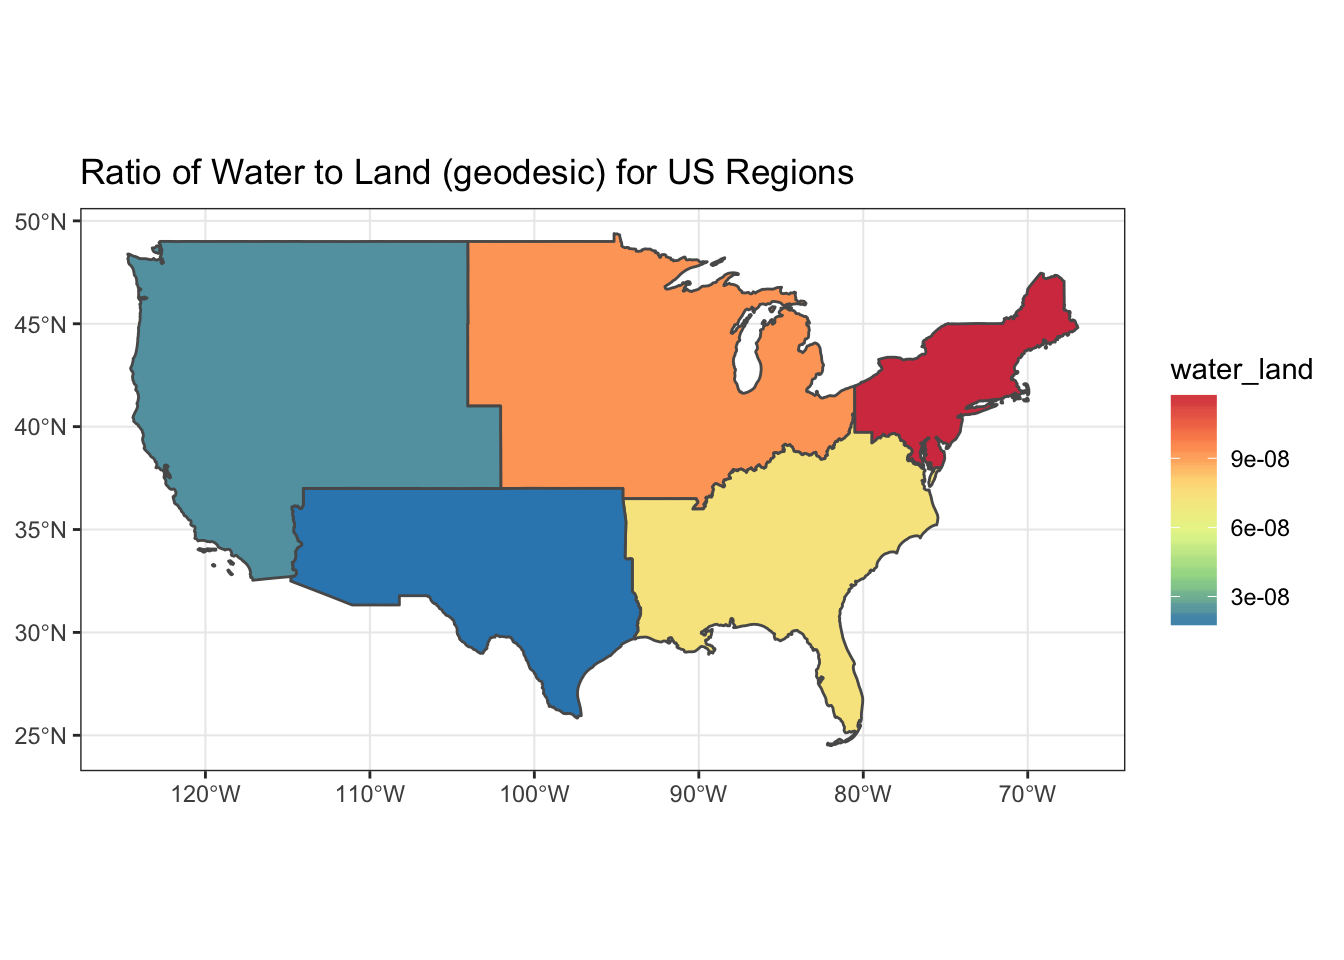 Ratio of Water to Land (geodesic) for US Regions
50°N
45°N
40°N
35°N
30°N
25°N
120°W 110°W 100°W 90°W 80°W 70°W
water_land
9e-08
6e-08
3e-08